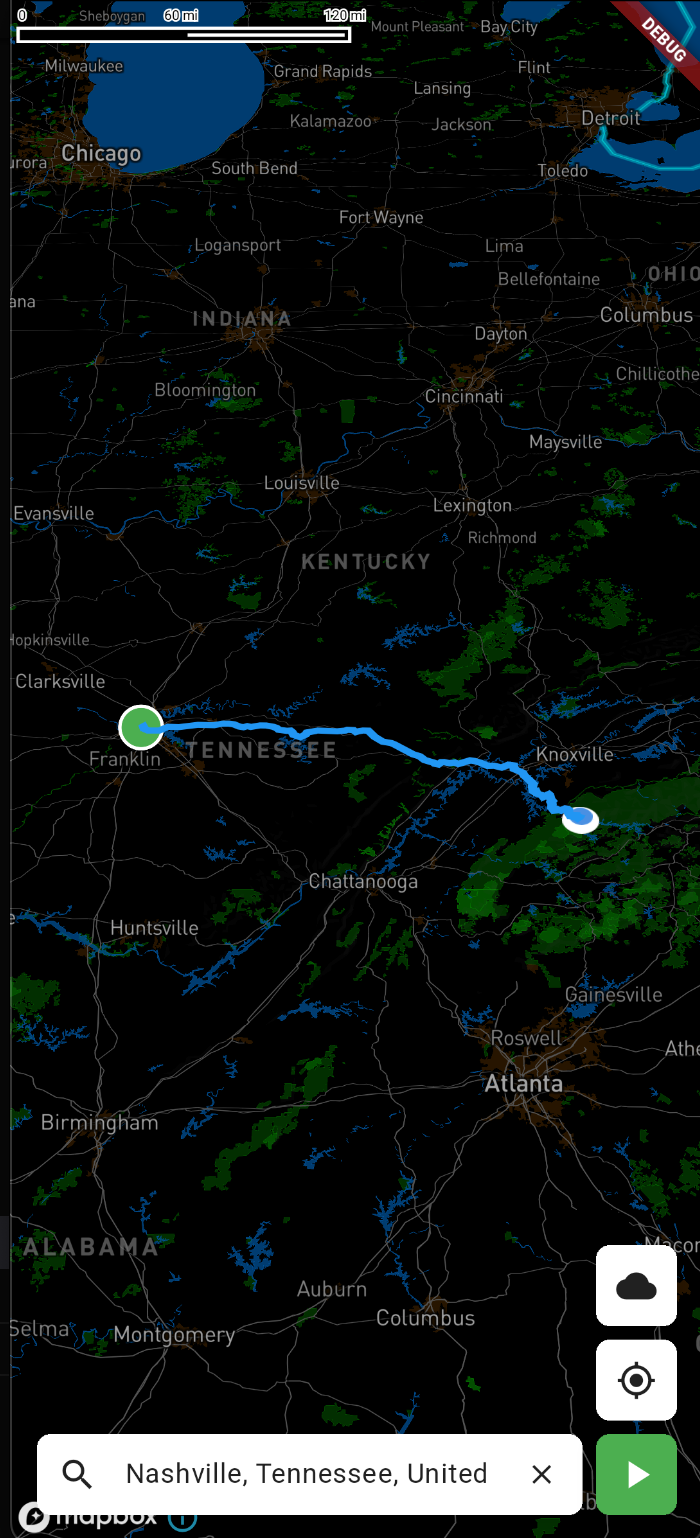 0 60 mi 120 mi
Sheboygan
Mount Pleasant
Bay City
DEBUG
Milwaukee
Grand Rapids
Flint
Lansing
Kalamazoo
Jackson
Detroit
urora
Chicago
South Bend
Toledo
Fort Wayne
Logansport
Lima
Bellefontaine
OHIO
ana
INDIANA
Columbus
Dayton
Chillicothe
Bloomington
Cincinnati
Maysville
Louisville
Evansville
Lexington
Richmond
KENTUCKY
Hopkinsville
Clarksville
TENNESSEE
Franklin
Knoxville
Chattanooga
e
Huntsville
Gainesville
Roswell
Athe
Atlanta
Birmingham
ALABAMA
Macon
Auburn
Columbus
Selma
Montgomery
Nashville, Tennessee, United
mapbox